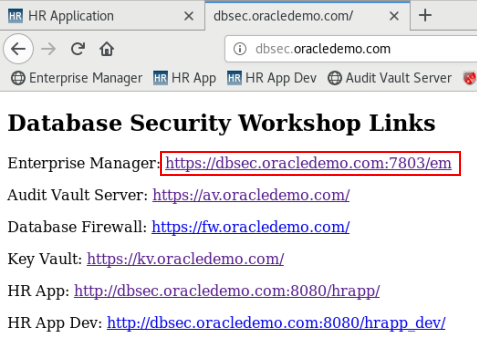 HR HR Application
dbsec.oracledemo.com/
dbsec.oracledemo.com
Enterprise Manager HR HR App HR HR App Dev Audit Vault Server
Database Security Workshop Links
Enterprise Manager: https://dbsec.oracledemo.com:7803/em
Audit Vault Server: https://av.oracledemo.com/
Database Firewall: https://fw.oracledemo.com/
Key Vault: https://kv.oracledemo.com/
HR App: http://dbsec.oracledemo.com:8080/hrapp/
HR App Dev: http://dbsec.oracledemo.com:8080/hrapp_dev/